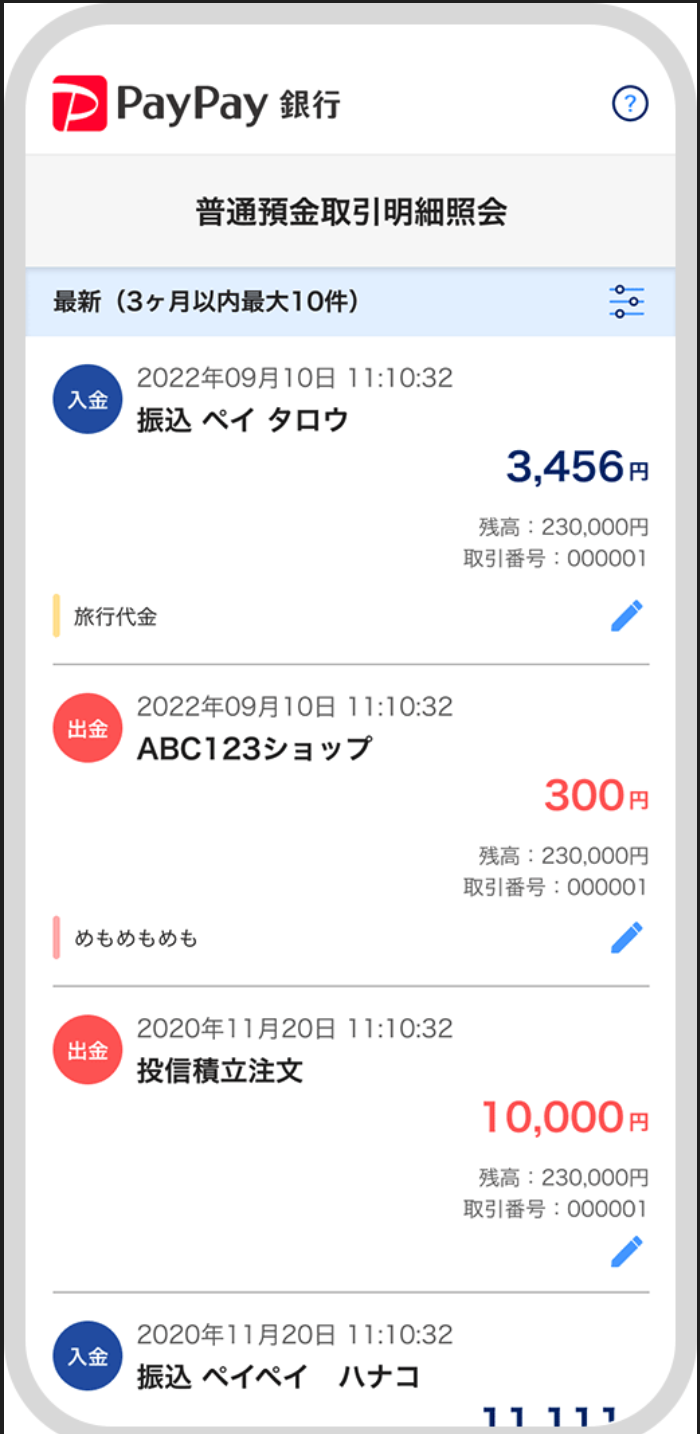 PayPay 銀行
?
普通預金取引明細照会
最新（3ヶ月以内最大10件）
入金
2022年09月10日 11:10:32
振込 ペイ タロウ
3,456円
残高：230,000円
取引番号：000001
旅行代金
出金
2022年09月10日 11:10:32
ABC123ショップ
300円
残高：230,000円
取引番号：000001
めもめもめも
出金
2020年11月20日 11:10:32
投信積立注文
10,000円
残高：230,000円
取引番号：000001
入金
2020年11月20日 11:10:32
振込 ペイペイ　ハナコ